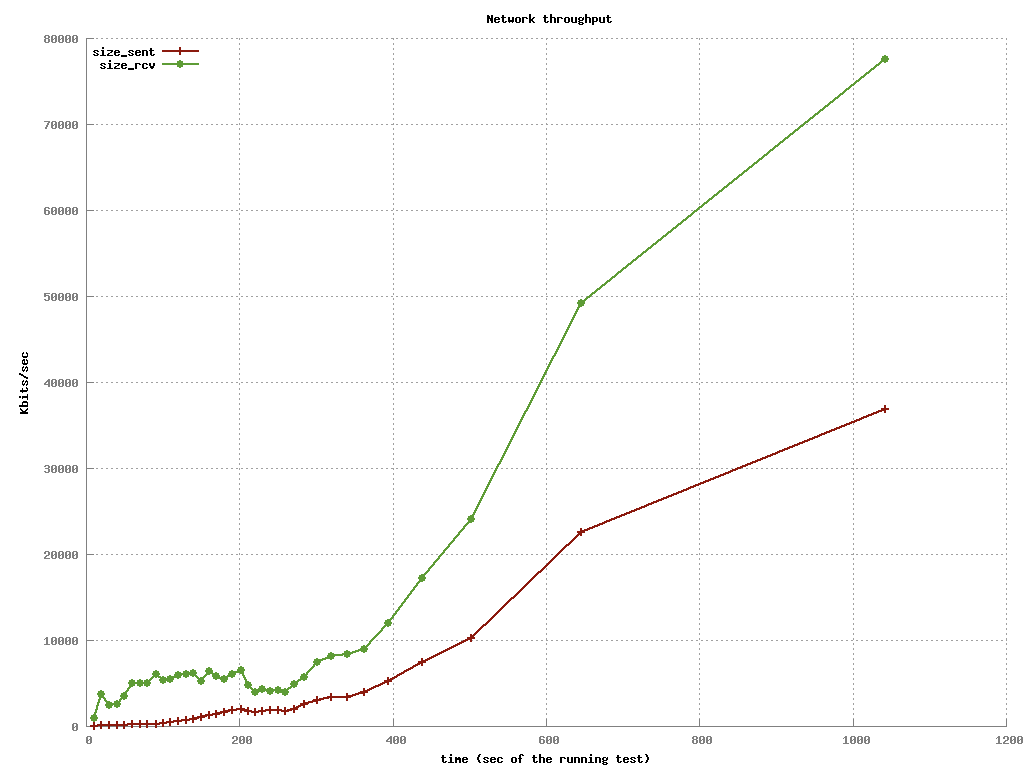 Network throughput
80000
size_sent
size_rcv
70000
60000
50000
Kbits/sec
40000
30000
20000
10000
0
0 200 400 600 800 1000 1200
time (sec of the running test)